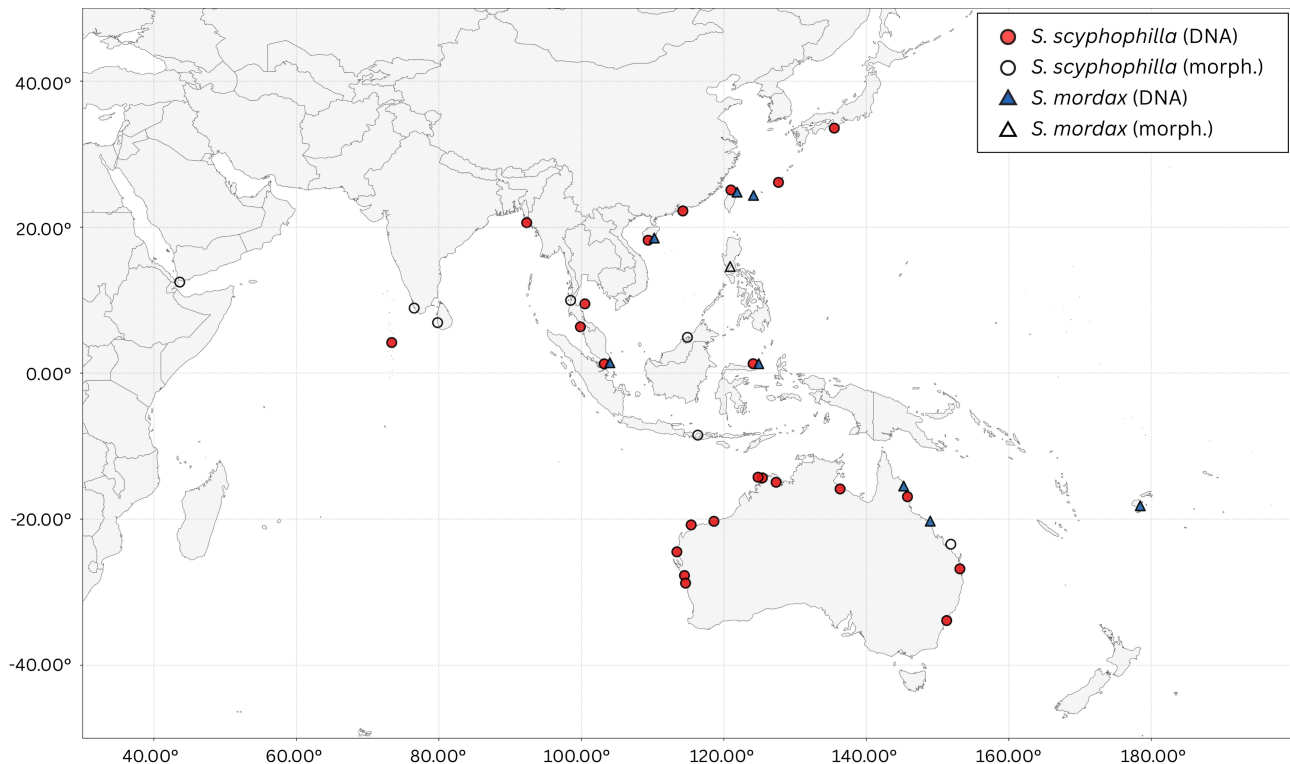 S. scyphophilla (DNA)
S. scyphophilla (morph.)
S. mordax (DNA)
S. mordax (morph.)
40.00°
20.00°
0.00°
-20.00°
-40.00°
40.00° 60.00° 80.00° 100.00° 120.00° 140.00° 160.00° 180.00°